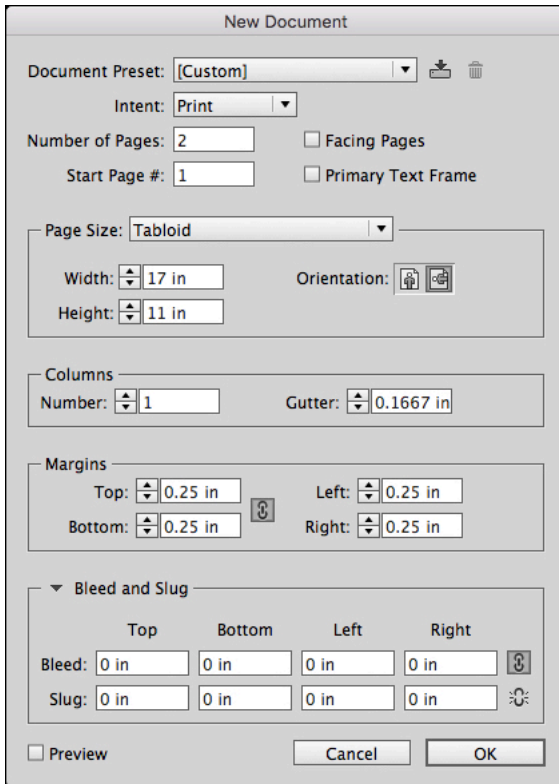 New Document
Document Preset: [Custom]
Intent: Print
Number of Pages: 2 Facing Pages
Start Page #: 1 Primary Text Frame
Page Size: Tabloid
Width: 17 in Orientation:
Height: 11 in
Columns
Number: 1 Gutter: 0.1667 in
Margins
Top: 0.25 in Left: 0.25 in
Bottom: 0.25 in Right: 0.25 in
Bleed and Slug
Top Bottom Left Right
Bleed: 0 in 0 in 0 in 0 in
Slug: 0 in 0 in 0 in 0 in
Preview Cancel OK